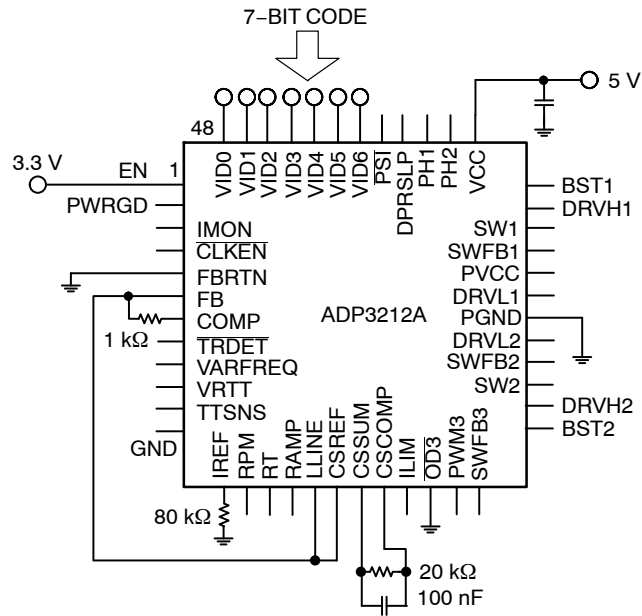 7–BIT CODE
5 V
48
VID0
VID1
VID2
VID3
VID4
VID5
VID6
PSI
DPRSLP
PH1
PH2
VCC
3.3 V
EN
1
PWRGD
IMON
CLKEN
FBRTN
FB
COMP
1 kΩ
TRDET
VARFREQ
VRTT
TTSNS
GND
ADP3212A
BST1
DRVH1
SW1
SWFB1
PVCC
DRVL1
PGND
DRVL2
SWFB2
SW2
DRVH2
BST2
IREF
RPM
RT
RAMP
LLINE
CSREF
CSSUM
CSCOMP
ILIM
OD3
PWM3
SWFB3
80 kΩ
20 kΩ
100 nF